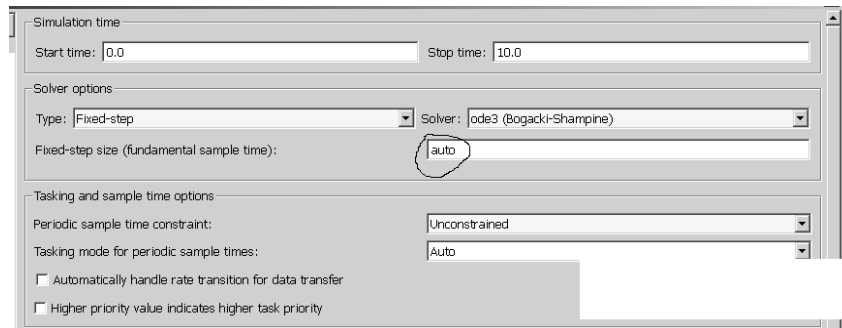 Simulation time
Start time: 0.0 Stop time: 10.0
Solver options
Type: Fixed-step Solver: ode3 (Bogacki-Shampine)
Fixed-step size (fundamental sample time): auto
Tasking and sample time options
Periodic sample time constraint: Unconstrained
Tasking mode for periodic sample times: Auto
Automatically handle rate transition for data transfer
Higher priority value indicates higher task priority